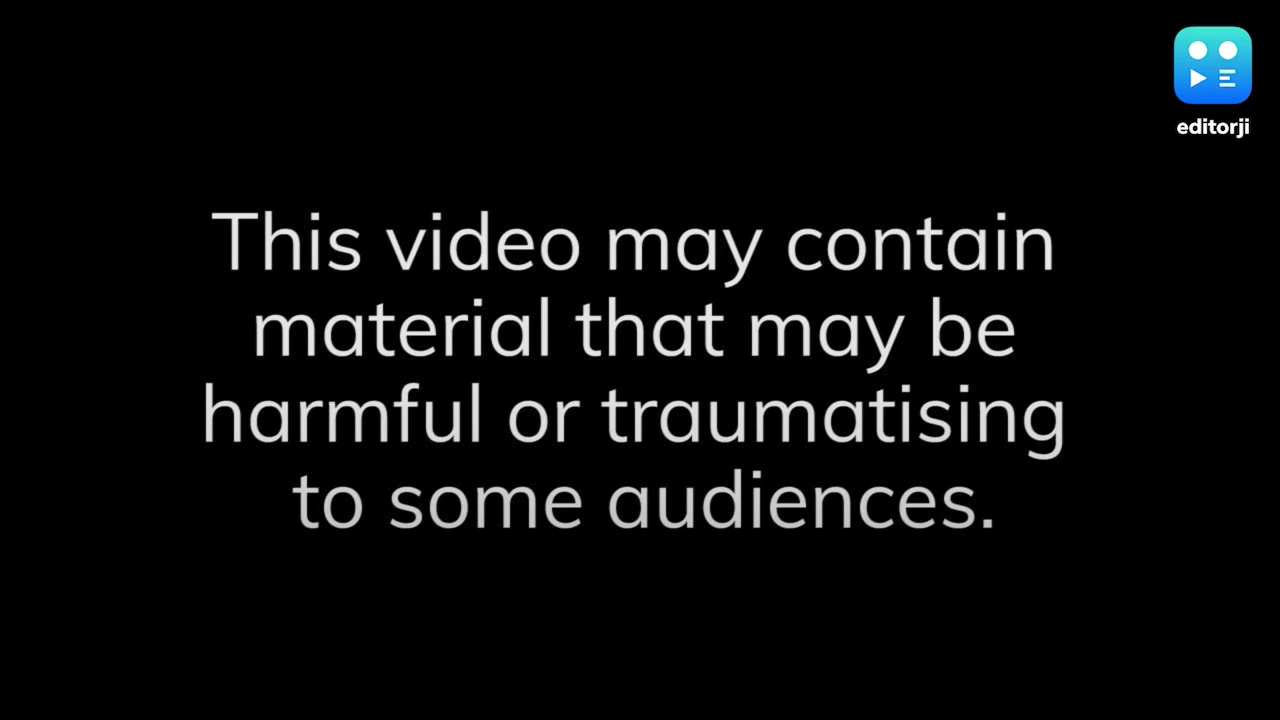 editorji
This video may contain
material that may be
harmful or traumatising
to some audiences.